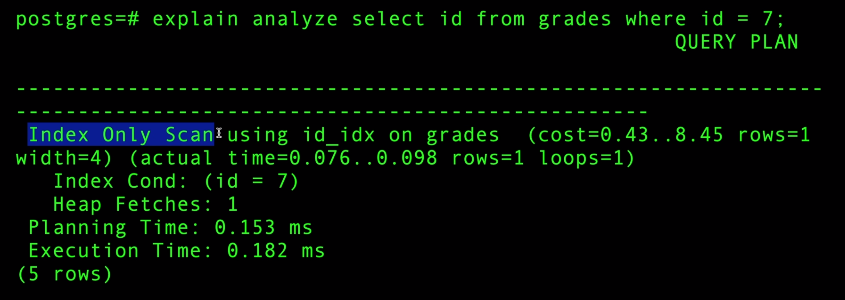 postgres=# explain analyze select id from grades where id = 7;
QUERY PLAN
-----------------------------------------------------------------
---------------------------------------------------
Index Only Scan using id_idx on grades  (cost=0.43..8.45 rows=1
width=4) (actual time=0.076..0.098 rows=1 loops=1)
Index Cond: (id = 7)
Heap Fetches: 1
Planning Time: 0.153 ms
Execution Time: 0.182 ms
(5 rows)